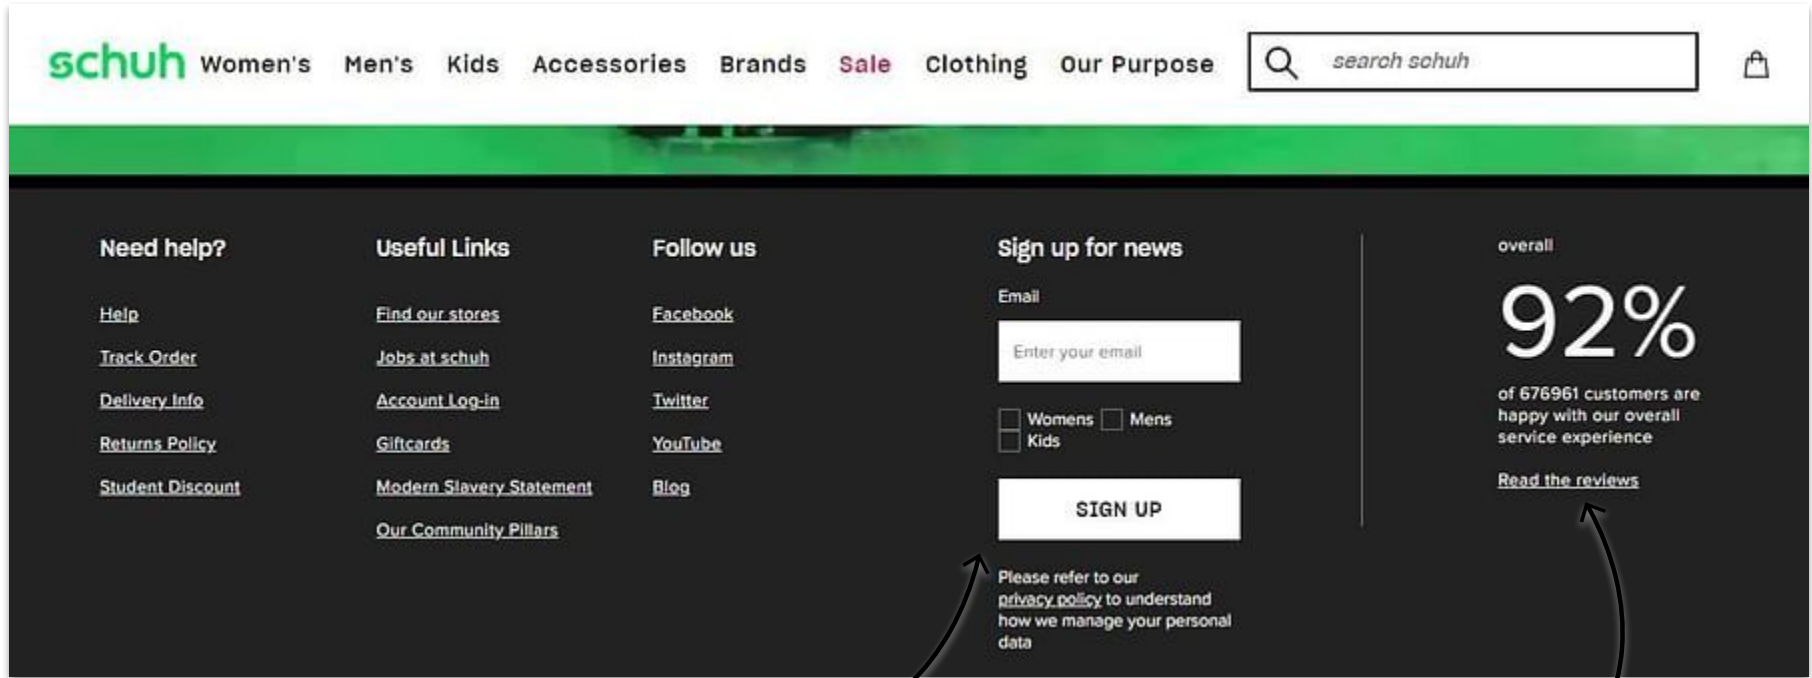 schuh Women's Men's Kids Accessories Brands Sale Clothing Our Purpose search schuh
Need help?
Help
Track Order
Delivery Info
Returns Policy
Student Discount
Useful Links
Find our stores
Jobs at schuh
Account Log-in
Giftcards
Modern Slavery Statement
Our Community Pillars
Follow us
Facebook
Instagram
Twitter
YouTube
Blog
Sign up for news
Email
Enter your email
Womens Mens
Kids
SIGN UP
Please refer to our
privacy policy to understand
how we manage your personal
data
overall
92%
of 676961 customers are
happy with our overall
service experience
Read the reviews